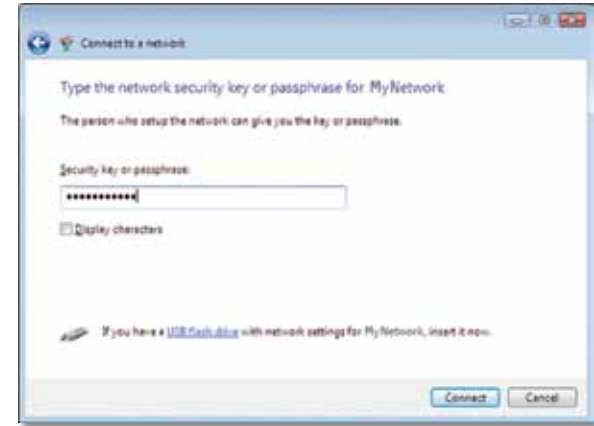 Connect to a network
Type the network security key or passphrase for MyNetwork
The person who setup the network can give you the key or passphrase.
Security key or passphrase:
•••••••••••
Display characters
If you have a USB flash drive with network settings for MyNetwork, insert it now.
Connect Cancel